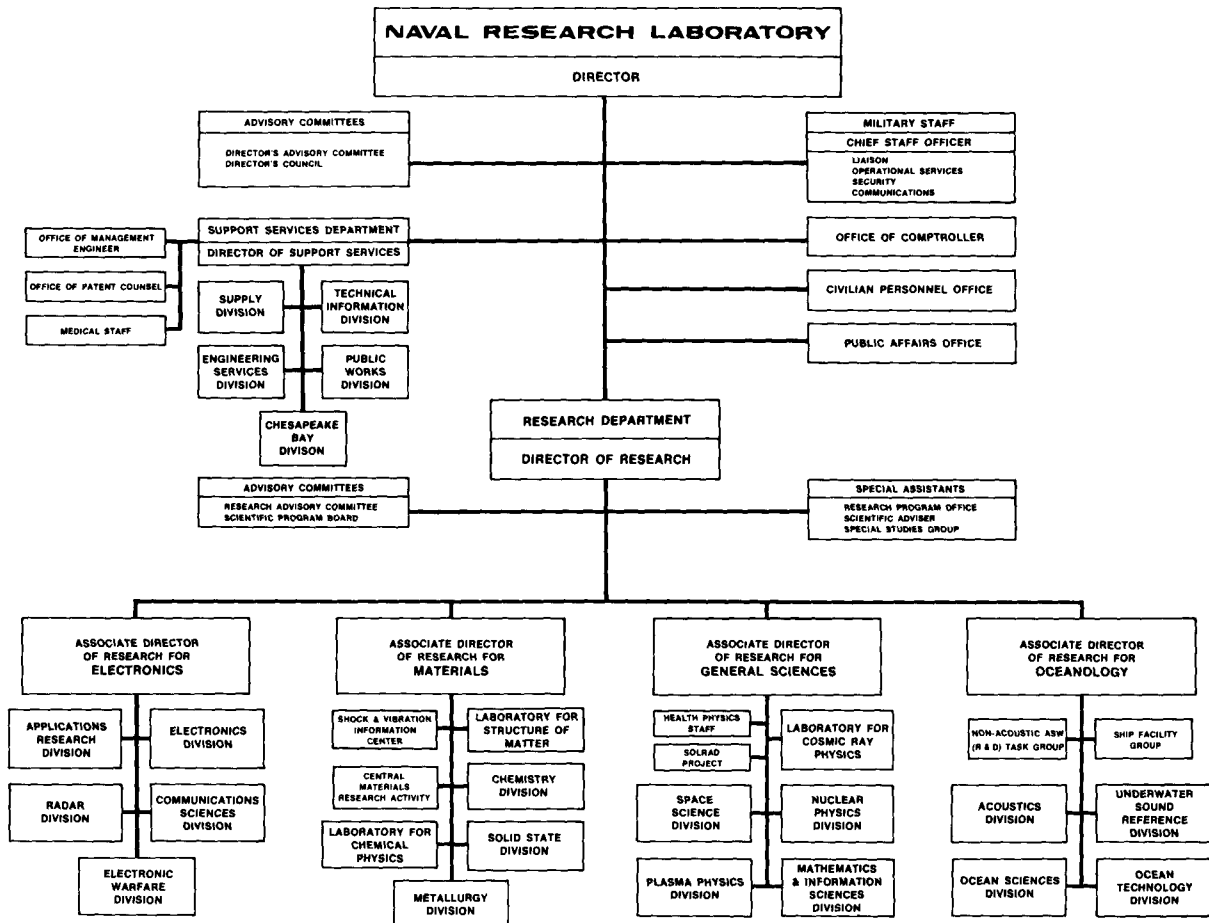 NAVAL RESEARCH LABORATORY
DIRECTOR
ADVISORY COMMITTEES
DIRECTOR'S ADVISORY COMMITTEE
DIRECTOR'S COUNCIL
MILITARY STAFF
CHIEF STAFF OFFICER
LIAISON
OPERATIONAL SERVICES
SECURITY
COMMUNICATIONS
OFFICE OF MANAGEMENT
ENGINEER
OFFICE OF PATENT COUNSEL
MEDICAL STAFF
SUPPORT SERVICES DEPARTMENT
DIRECTOR OF SUPPORT SERVICES
SUPPLY
DIVISION
TECHNICAL
INFORMATION
DIVISION
ENGINEERING
SERVICES
DIVISION
PUBLIC
WORKS
DIVISION
CHESAPEAKE
BAY
DIVISON
OFFICE OF COMPTROLLER
CIVILIAN PERSONNEL OFFICE
PUBLIC AFFAIRS OFFICE
RESEARCH DEPARTMENT
DIRECTOR OF RESEARCH
ADVISORY COMMITTEES
RESEARCH ADVISORY COMMITTEE
SCIENTIFIC PROGRAM BOARD
SPECIAL ASSISTANTS
RESEARCH PROGRAM OFFICE
SCIENTIFIC ADVISER
SPECIAL STUDIES GROUP
ASSOCIATE DIRECTOR
OF RESEARCH FOR
ELECTRONICS
APPLICATIONS
RESEARCH
DIVISION
ELECTRONICS
DIVISION
RADAR
DIVISION
COMMUNICATIONS
SCIENCES
DIVISION
ELECTRONIC
WARFARE
DIVISION
ASSOCIATE DIRECTOR
OF RESEARCH FOR
MATERIALS
SHOCK & VIBRATION
INFORMATION
CENTER
LABORATORY FOR
STRUCTURE OF
MATTER
CENTRAL
MATERIALS
RESEARCH ACTIVITY
CHEMISTRY
DIVISION
LABORATORY FOR
CHEMICAL
PHYSICS
SOLID STATE
DIVISION
METALLURGY
DIVISION
ASSOCIATE DIRECTOR
OF RESEARCH FOR
GENERAL SCIENCES
HEALTH PHYSICS
STAFF
SOLRAD
PROJECT
LABORATORY FOR
COSMIC RAY
PHYSICS
SPACE
SCIENCE
DIVISION
NUCLEAR
PHYSICS
DIVISION
PLASMA PHYSICS
DIVISION
MATHEMATICS
& INFORMATION
SCIENCES
DIVISION
ASSOCIATE DIRECTOR
OF RESEARCH FOR
OCEANOLOGY
NON-ACOUSTIC ASW
(R & D) TASK GROUP
SHIP FACILITY
GROUP
ACOUSTICS
DIVISION
UNDERWATER
SOUND
REFERENCE
DIVISION
OCEAN SCIENCES
DIVISION
OCEAN
TECHNOLOGY
DIVISION